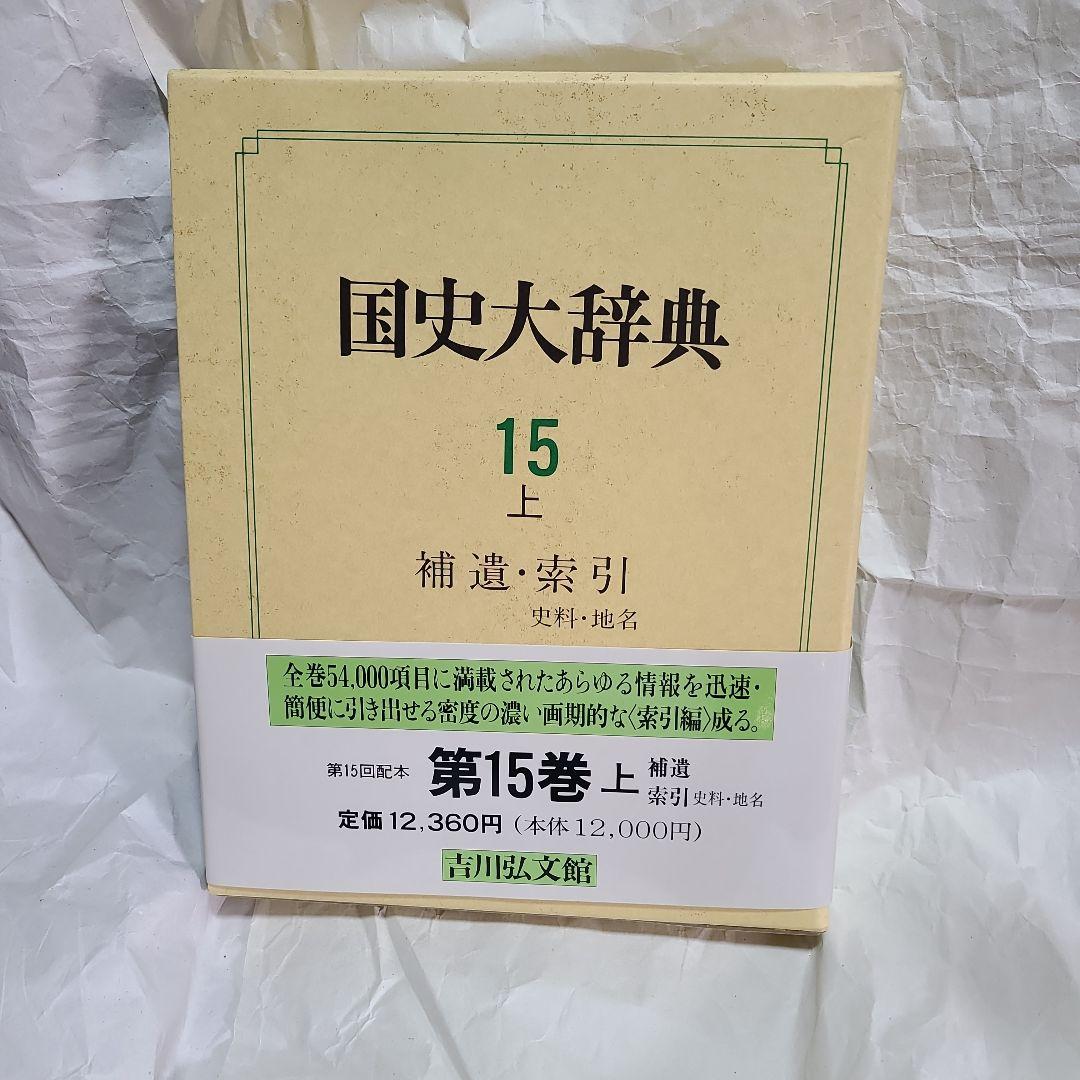 国史大辞典
15
上
補遺・索引
史料・地名
全巻54,000項目に満載されたあらゆる情報を迅速・
簡便に引き出せる密度の濃い画期的な〈索引編〉成る。
第15回配本 第15巻 上 補遺
索引 史料・地名
定価12,360円（本体12,000円）
吉川弘文館